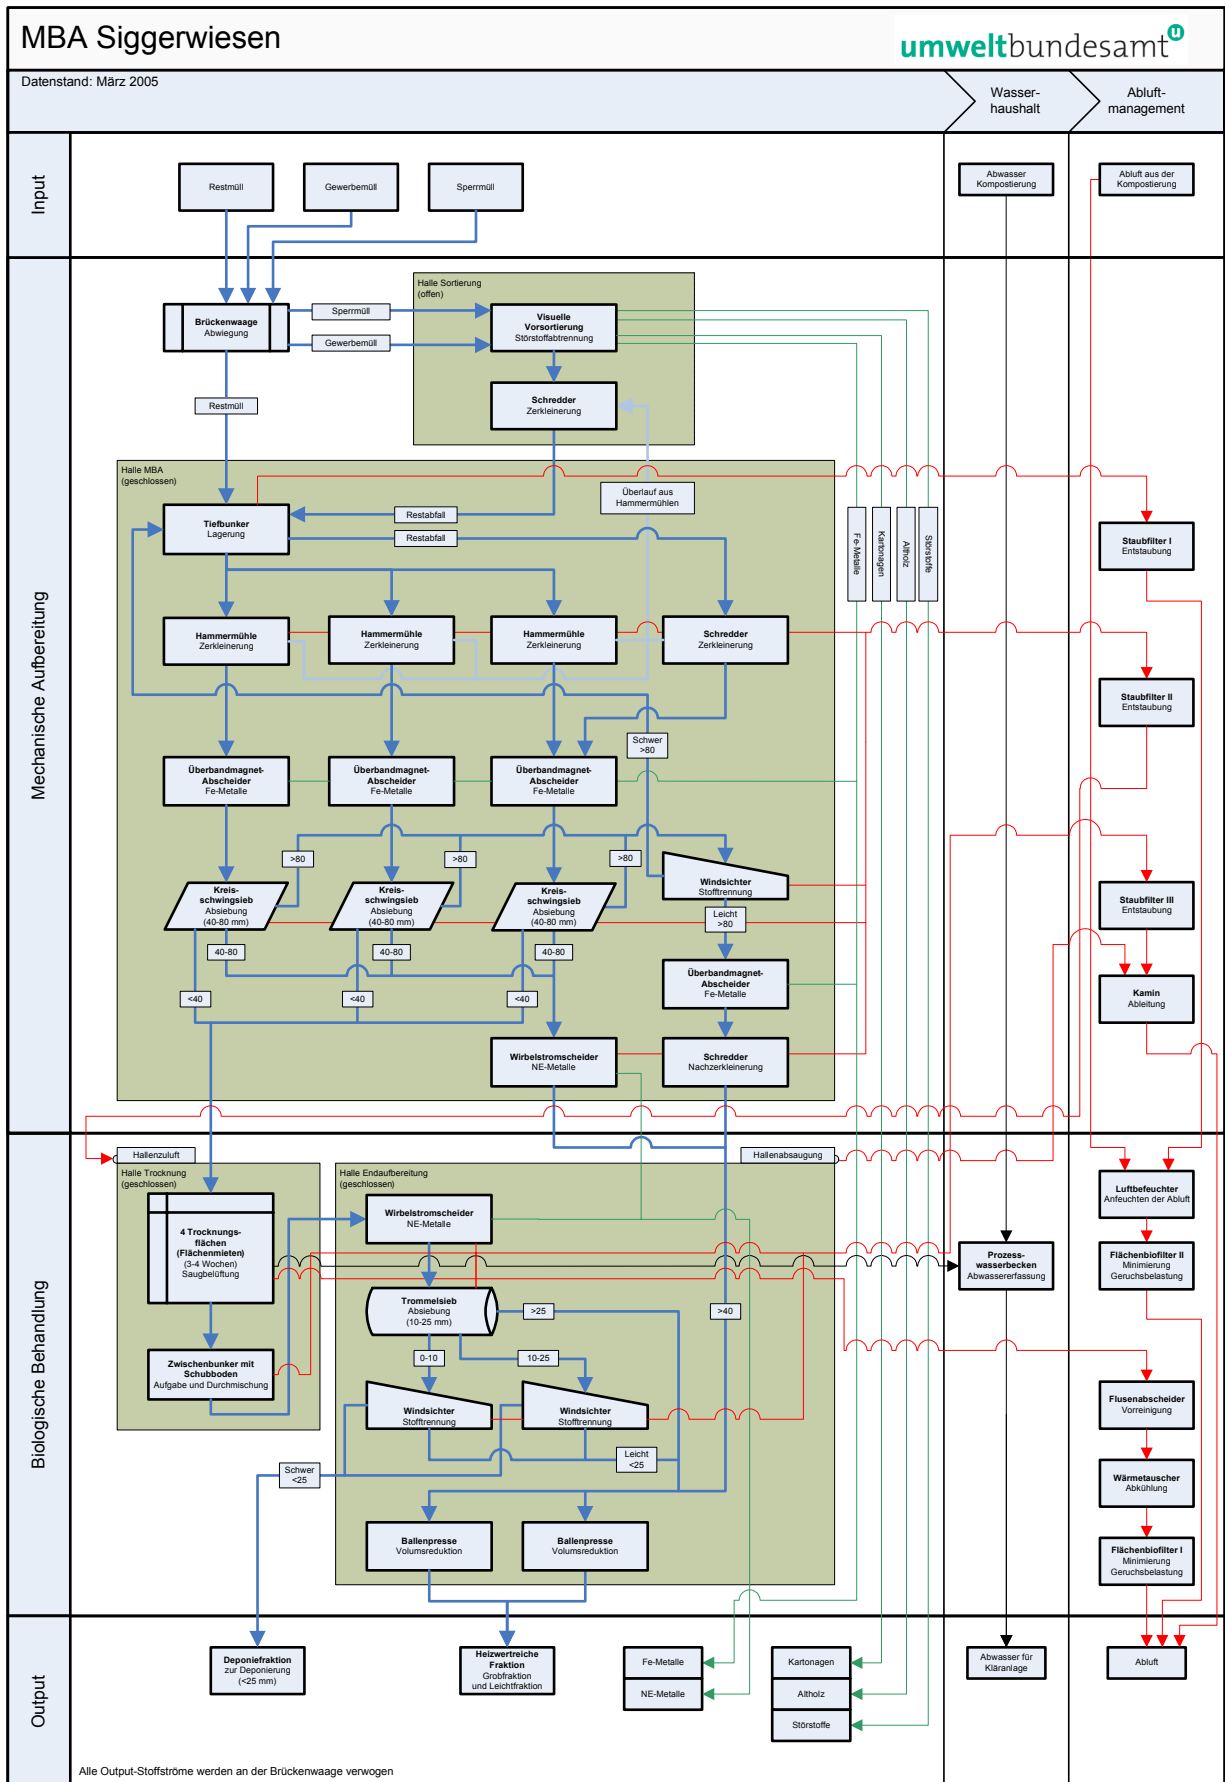 MBA Siggerwiesen
umweltbundesamt
u
Datenstand: März 2005
Wasser-
haushalt
Abluft-
management
Input
Restmüll
Gewerbemüll
Sperrmüll
Abwasser
Kompostierung
Abluft aus der
Kompostierung
Mechanische Aufbereitung
Halle Sortierung
(offen)
Brückenwaage
Abwiegung
Sperrmüll
Gewerbemüll
Visuelle
Vorsortierung
Störstoffabtrennung
Schredder
Zerkleinerung
Restmüll
Halle MBA
(geschlossen)
Überlauf aus
Hammermühlen
Tiefbunker
Lagerung
Restabfall
Restabfall
Fe-Metalle
Kartonagen
Altholz
Störstoffe
Staubfilter I
Entstaubung
Hammermühle
Zerkleinerung
Hammermühle
Zerkleinerung
Hammermühle
Zerkleinerung
Schredder
Zerkleinerung
Staubfilter II
Entstaubung
Schwer
>80
Überbandmagnet-
Abscheider
Fe-Metalle
Überbandmagnet-
Abscheider
Fe-Metalle
Überbandmagnet-
Abscheider
Fe-Metalle
>80
>80
>80
Kreis-
schwingsieb
Absiebung
(40-80 mm)
Kreis-
schwingsieb
Absiebung
(40-80 mm)
Kreis-
schwingsieb
Absiebung
(40-80 mm)
Windsichter
Stofftrennung
Staubfilter III
Entstaubung
Leicht
>80
40-80
40-80
40-80
Überbandmagnet-
Abscheider
Fe-Metalle
<40
<40
<40
Kamin
Ableitung
Wirbelstromscheider
NE-Metalle
Schredder
Nachzerkleinerung
Biologische Behandlung
Hallenzuluft
Hallenabsaugung
Halle Trocknung
(geschlossen)
Halle Endaufbereitung
(geschlossen)
Luftbefeuchter
Anfeuchten der Abluft
Wirbelstromscheider
NE-Metalle
4 Trocknungs-
flächen
(Flächenmieten)
(3-4 Wochen)
Saugbelüftung
Prozess-
wasserbecken
Abwassererfassung
Flächenbiofilter II
Minimierung
Geruchsbelastung
Trommelsieb
Absiebung
(10-25 mm)
>25
>40
0-10
10-25
Zwischenbunker mit
Schubboden
Aufgabe und Durchmischung
Windsichter
Stofftrennung
Windsichter
Stofftrennung
Flusenabscheider
Vorreinigung
Leicht
<25
Schwer
<25
Wärmetauscher
Abkühlung
Ballenpresse
Volumsreduktion
Ballenpresse
Volumsreduktion
Flächenbiofilter I
Minimierung
Geruchsbelastung
Output
Deponiefraktion
zur Deponierung
(<25 mm)
Heizwertreiche
Fraktion
Grobfraktion
und Leichtfraktion
Fe-Metalle
NE-Metalle
Kartonagen
Altholz
Störstoffe
Abwasser für
Kläranlage
Abluft
Alle Output-Stoffströme werden an der Brückenwaage verwogen